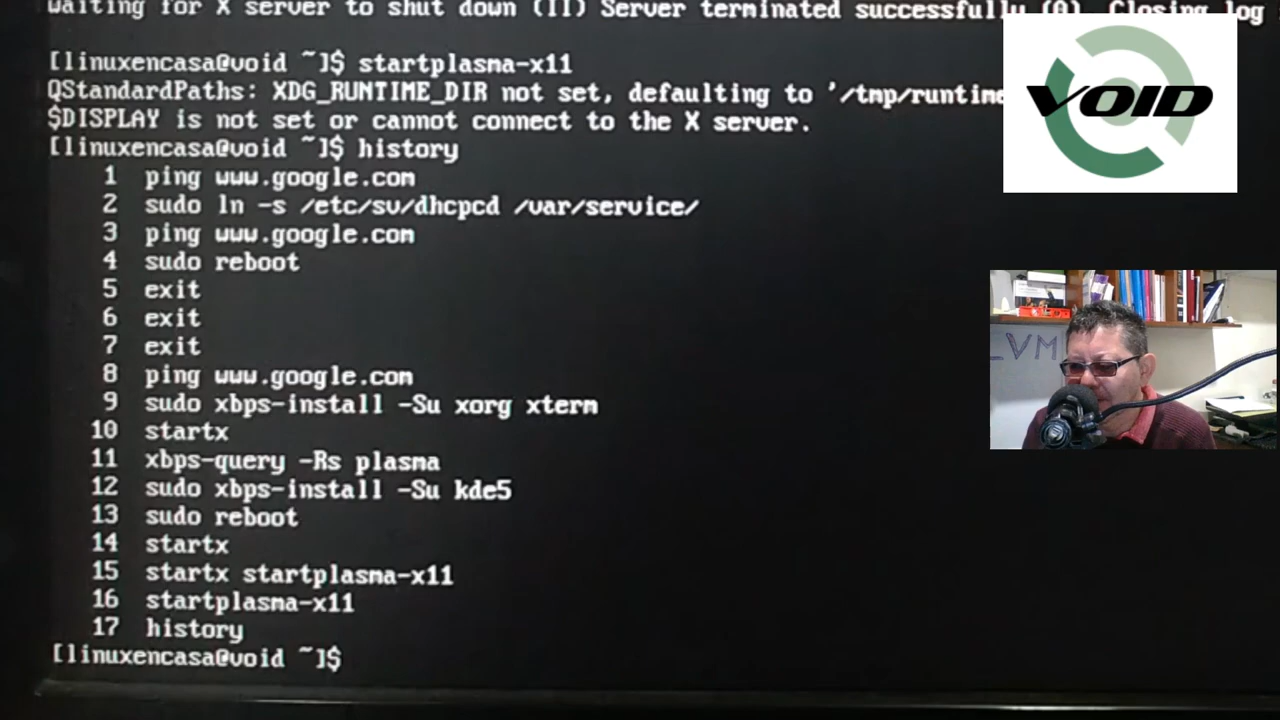 Waiting for X server to shut down (II) Server terminated successfully (0). Closing log
[linuxencasa@void ~]$ startplasma-x11
QStandardPaths: XDG_RUNTIME_DIR not set, defaulting to '/tmp/runtime
$DISPLAY is not set or cannot connect to the X server.
[linuxencasa@void ~]$ history
1 ping www.google.com
2 sudo ln -s /etc/sv/dhcpcd /var/service/
3 ping www.google.com
4 sudo reboot
5 exit
6 exit
7 exit
8 ping www.google.com
9 sudo xbps-install -Su xorg xterm
10 startx
11 xbps-query -Rs plasma
12 sudo xbps-install -Su kde5
13 sudo reboot
14 startx
15 startx startplasma-x11
16 startplasma-x11
17 history
[linuxencasa@void ~]$
VOID
LVM